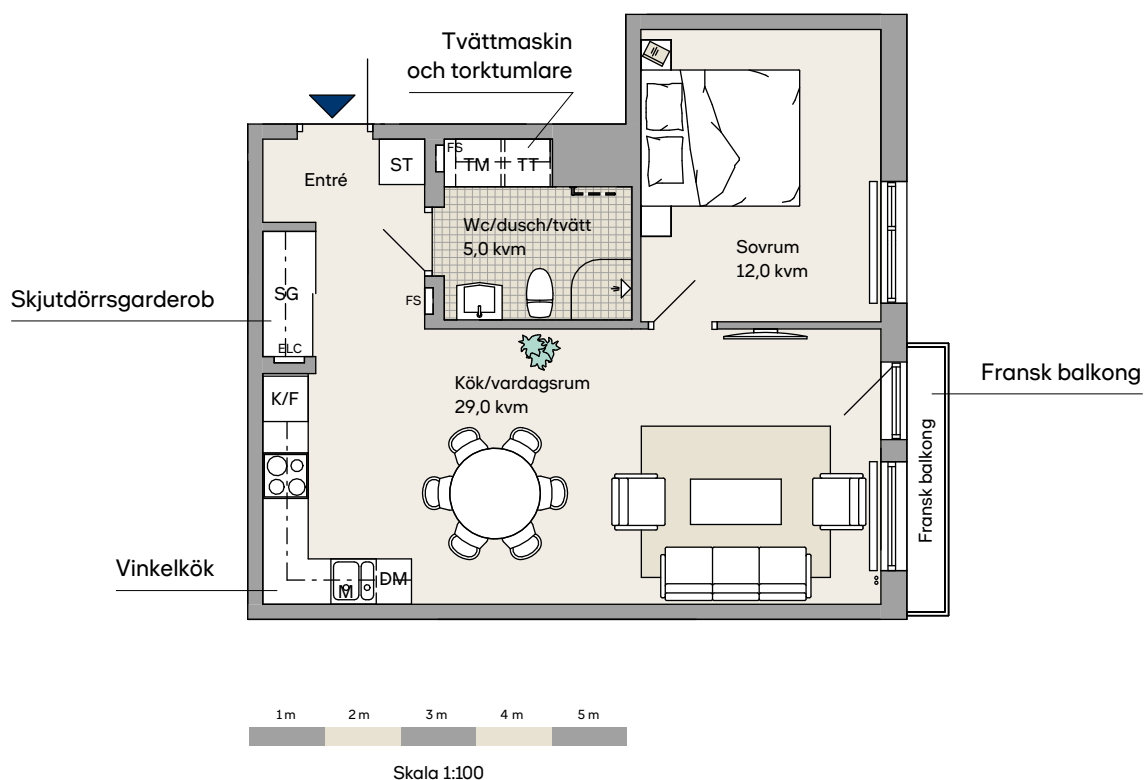 Tvättmaskin
och torktumlare
FS
TM
TT
ST
Entré
Wc/dusch/tvätt
5,0 kvm
Sovrum
12,0 kvm
Skjutdörrsgarderob
SG
FS
ELC
K/F
Kök/vardagsrum
29,0 kvm
Fransk balkong
Fransk balkong
Vinkelkök
M
DM
1 m 2 m 3 m 4 m 5 m
Skala 1:100